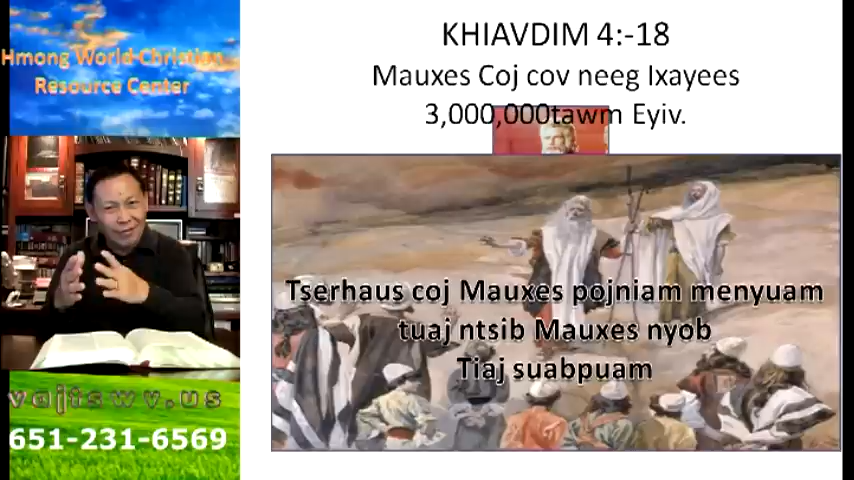 Hmong World Christian
Resource Center
vajtswv.us
651-231-6569
KHIAVDIM 4:-18
Mauxes Coj cov neeg Ixayees
3,000,000tawm Eyiv.
Tserhaus coj Mauxes pojniam menyuam
tuaj ntsib Mauxes nyob
Tiaj suabpuam